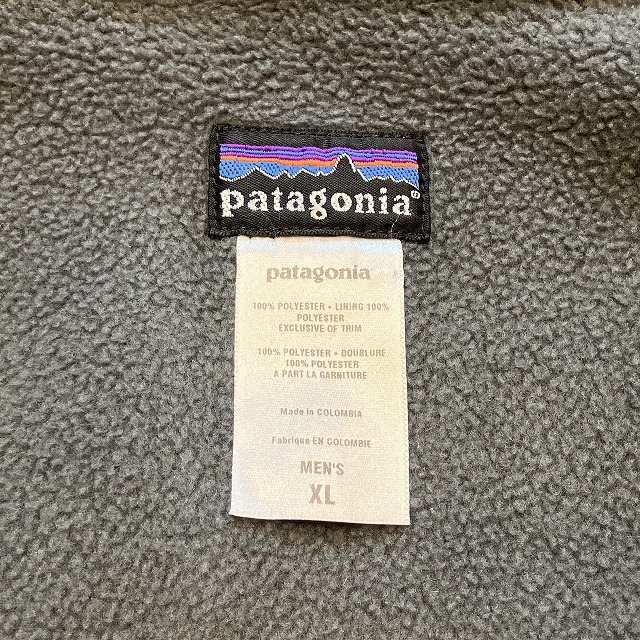 patagonia®
patagonia
100% POLYESTER • LINING 100%
POLYESTER
EXCLUSIVE OF TRIM
100% POLYESTER • DOUBLURE
100% POLYESTER
A PART LA GARNITURE
Made in COLOMBIA
Fabrique EN COLOMBIE
MEN'S
XL